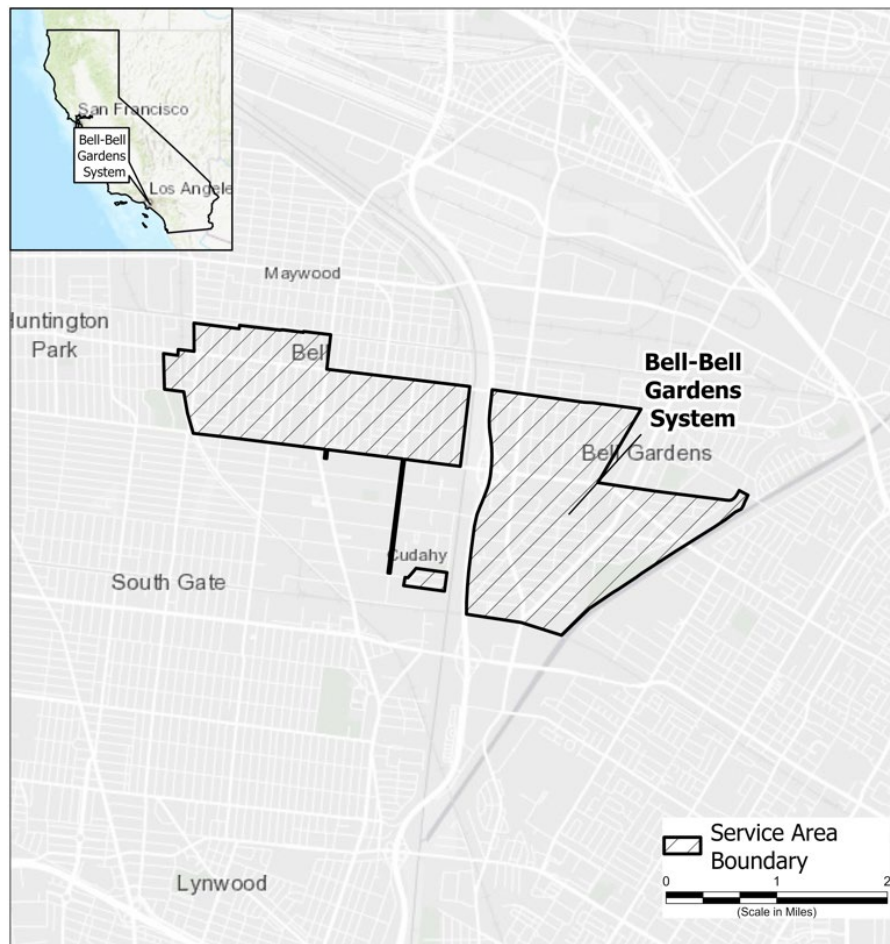 San Francisco
Bell-Bell
Gardens
System
Los Angele
Maywood
Huntington
Park
Bell
Bell-Bell
Gardens
System
Bell Gardens
Cudahy
South Gate
Lynwood
Service Area
Boundary
0 1 2
(Scale in Miles)